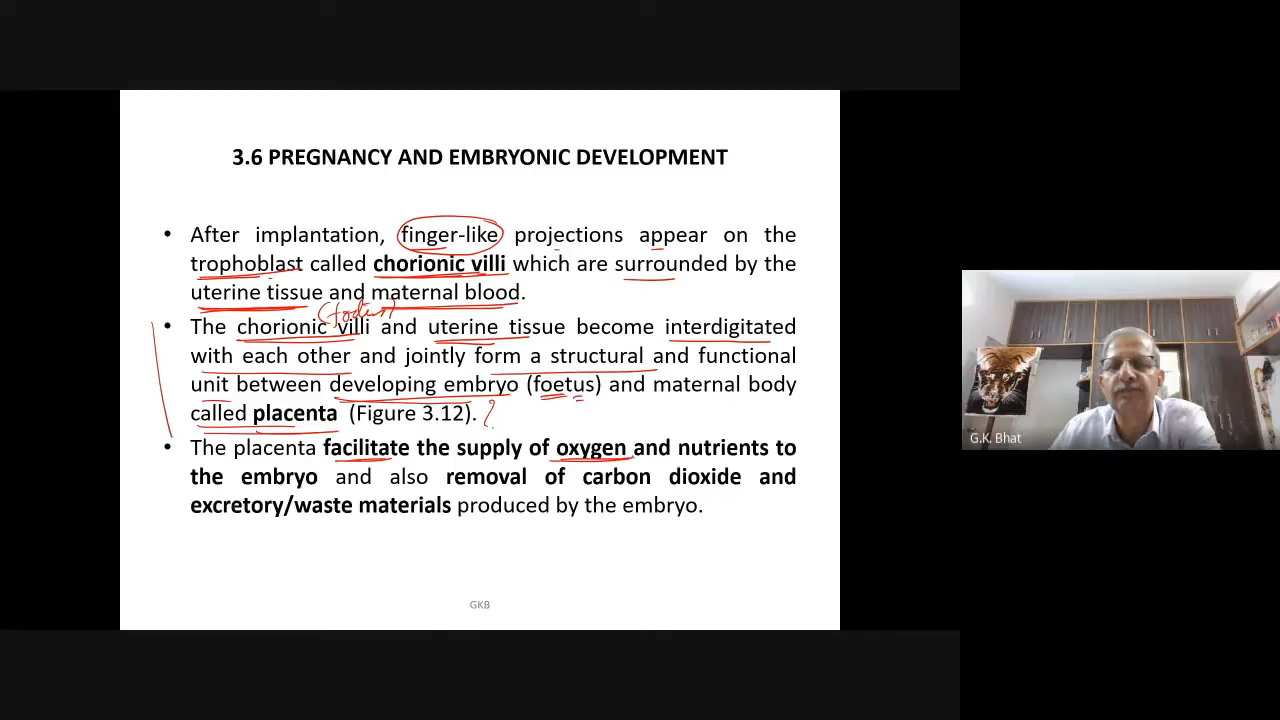 3.6 PREGNANCY AND EMBRYONIC DEVELOPMENT
• After implantation, finger-like projections appear on the
trophoblast called chorionic villi which are surrounded by the
uterine tissue and maternal blood.
• The chorionic villi and uterine tissue become interdigitated
with each other and jointly form a structural and functional
unit between developing embryo (foetus) and maternal body
called placenta (Figure 3.12).
• The placenta facilitate the supply of oxygen and nutrients to
the embryo and also removal of carbon dioxide and
excretory/waste materials produced by the embryo.
GKB
G.K. Bhat